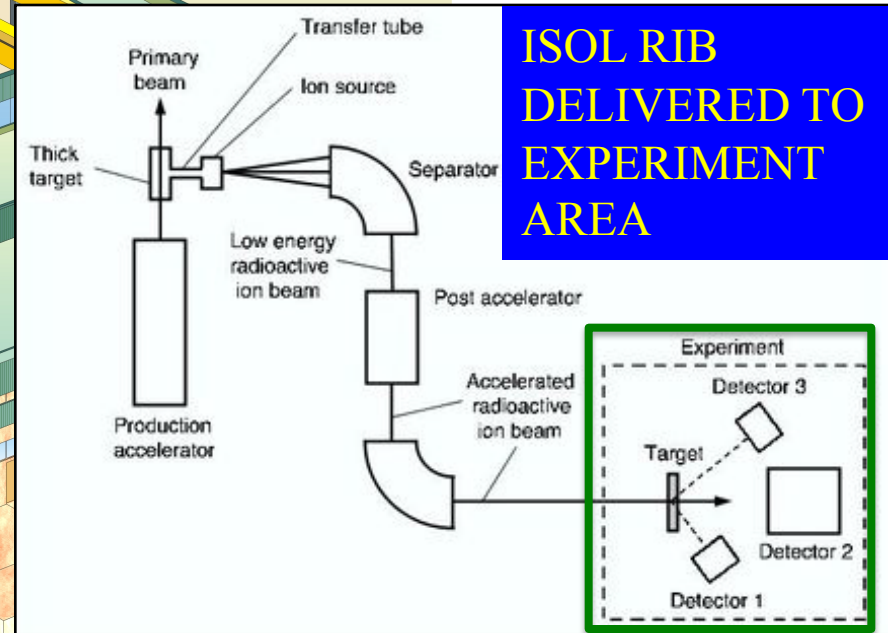 ISOL RIB
DELIVERED TO
EXPERIMENT
AREA
Transfer tube
Primary
beam
Ion source
Thick
target
Separator
Low energy
radioactive
ion beam
Post accelerator
Production
accelerator
Accelerated
radioactive
ion beam
Experiment
Detector 3
Target
Detector 2
Detector 1